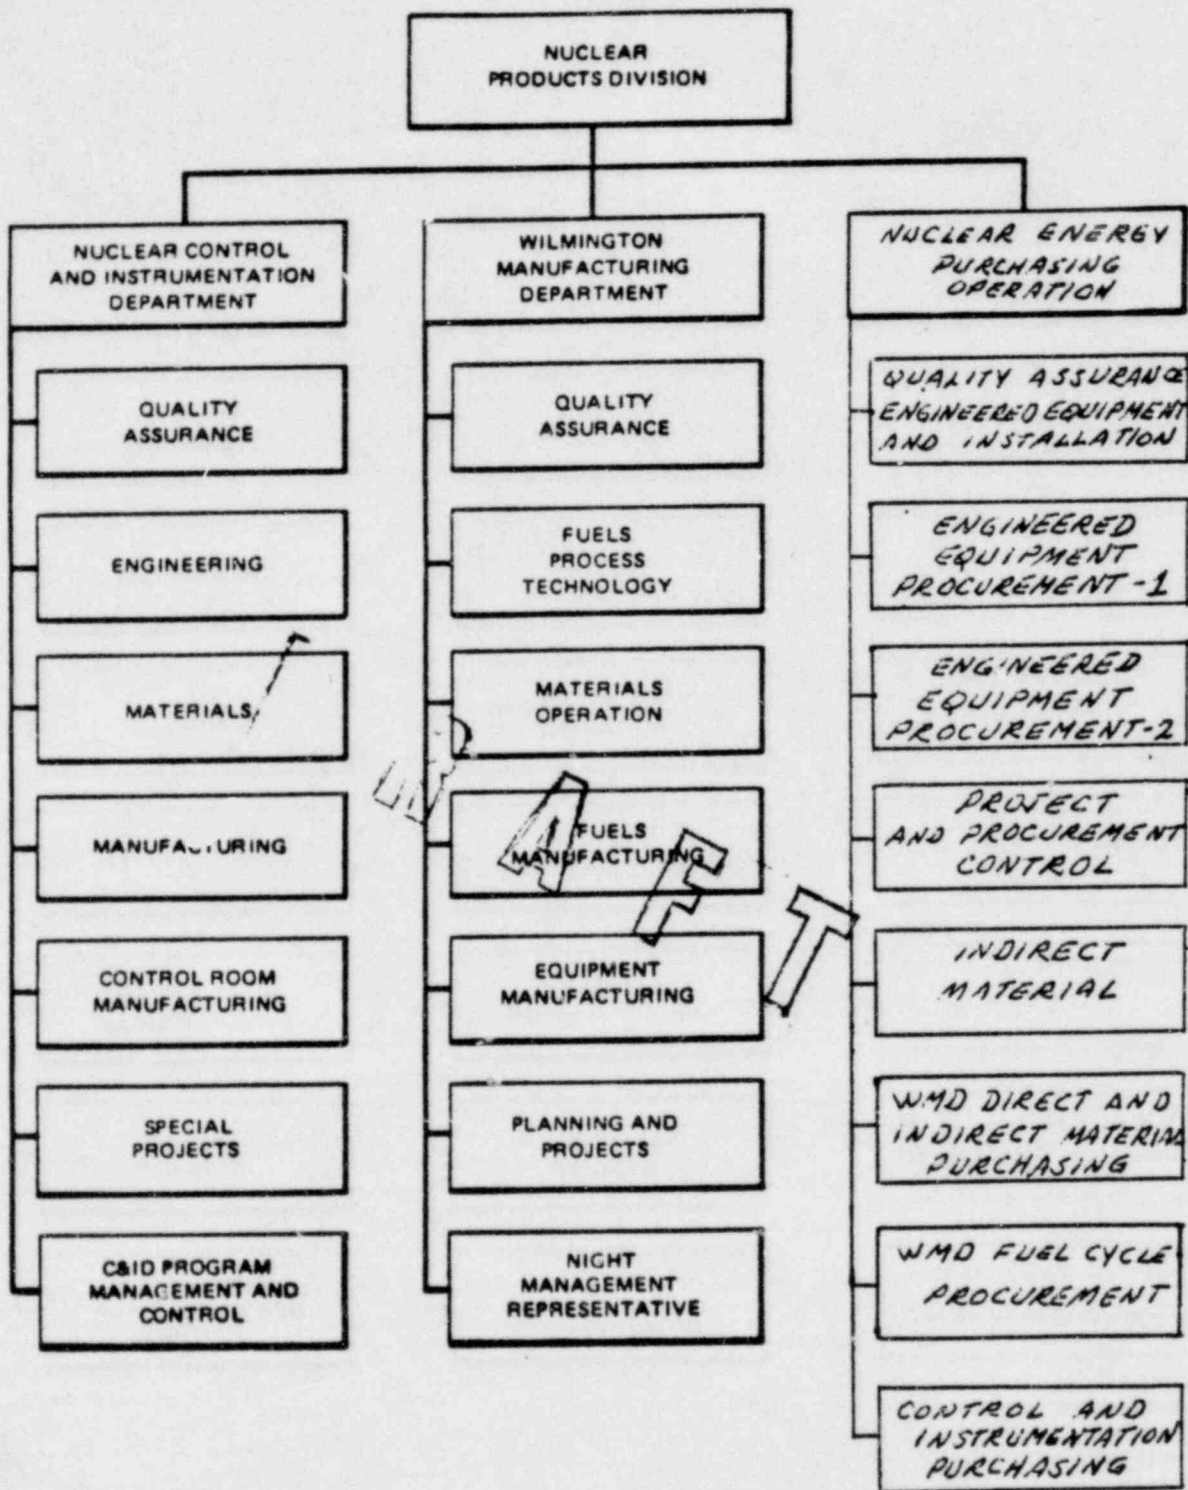 NUCLEAR
PRODUCTS DIVISION
NUCLEAR CONTROL
AND INSTRUMENTATION
DEPARTMENT
QUALITY
ASSURANCE
ENGINEERING
MATERIALS
MANUFACTURING
CONTROL ROOM
MANUFACTURING
SPECIAL
PROJECTS
C&ID PROGRAM
MANAGEMENT AND
CONTROL
WILMINGTON
MANUFACTURING
DEPARTMENT
QUALITY
ASSURANCE
FUELS
PROCESS
TECHNOLOGY
MATERIALS
OPERATION
FUELS
MANUFACTURING
EQUIPMENT
MANUFACTURING
PLANNING AND
PROJECTS
NIGHT
MANAGEMENT
REPRESENTATIVE
NUCLEAR ENERGY
PURCHASING
OPERATION
QUALITY ASSURANCE
ENGINEERED EQUIPMENT
AND INSTALLATION
ENGINEERED
EQUIPMENT
PROCUREMENT-1
ENGINEERED
EQUIPMENT
PROCUREMENT-2
PROJECT
AND PROCUREMENT
CONTROL
INDIRECT
MATERIAL
WMD DIRECT AND
INDIRECT MATERIAL
PURCHASING
WMD FUEL CYCLE
PROCUREMENT
CONTROL AND
INSTRUMENTATION
PURCHASING
DRAFT